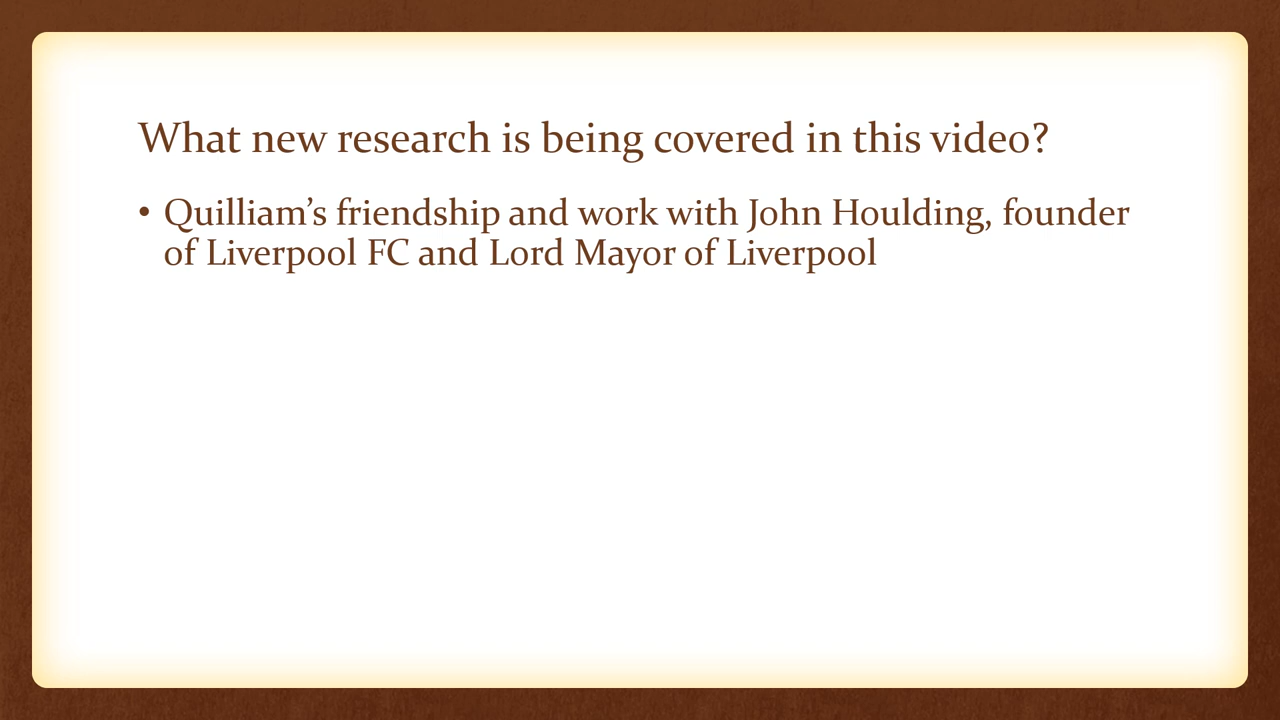 What new research is being covered in this video?
• Quilliam’s friendship and work with John Houlding, founder
of Liverpool FC and Lord Mayor of Liverpool